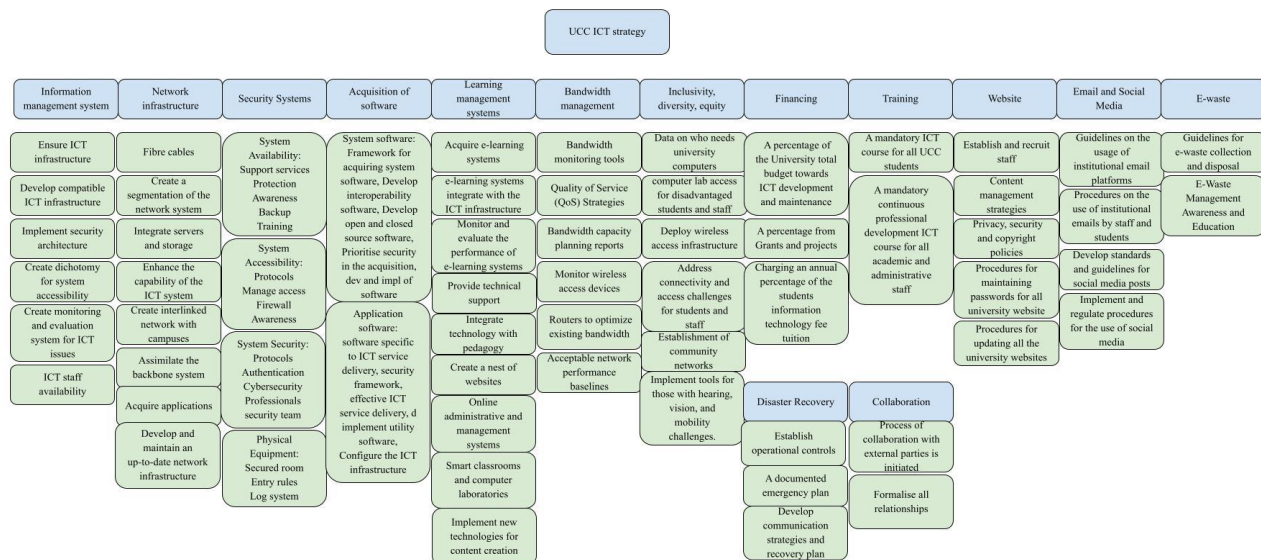 UCC ICT strategy
Information
management system
Network
infrastructure
Security Systems
Acquisition of
software
Learning
management
systems
Bandwidth
management
Inclusivity,
diversity, equity
Financing
Training
Website
Email and Social
Media
E-waste
Ensure ICT
infrastructure
Develop compatible
ICT infrastructure
Implement security
architecture
Create dichotomy
for system
accessibility
Create monitoring
and evaluation
system for ICT
issues
ICT staff
availability
Fibre cables
Create a
segmentation of the
network system
Integrate servers
and storage
Enhance the
capability of the
ICT system
Create interlinked
network with
campuses
Assimilate the
backbone system
Acquire applications
Develop and
maintain an
up-to-date network
infrastructure
System
Availability:
Support services
Protection
Awareness
Backup
Training
System
Accessibility:
Protocols
Manage access
Firewall
Awareness
System Security:
Protocols
Authentication
Cybersecurity
Professionals
security team
Physical
Equipment:
Secured room
Entry rules
Log system
System software:
Framework for
acquiring system
software, Develop
interoperability
software, Develop
open and closed
source software,
Prioritise security
in the acquisition,
dev and impl of
software
Application
software:
software specific
to ICT service
delivery, security
framework,
effective ICT
service delivery, d
implement utility
software,
Configure the ICT
infrastructure
Acquire e-learning
systems
e-learning systems
integrate with the
ICT infrastructure
Monitor and
evaluate the
performance of
e-learning systems
Provide technical
support
Integrate
technology with
pedagogy
Create a nest of
websites
Online
administrative and
management
systems
Smart classrooms
and computer
laboratories
Implement new
technologies for
content creation
Bandwidth
monitoring tools
Quality of Service
(QoS) Strategies
Bandwidth capacity
planning reports
Monitor wireless
access devices
Routers to optimize
existing bandwidth
Acceptable network
performance
baselines
Data on who needs
university
computers
computer lab access
for disadvantaged
students and staff
Deploy wireless
access infrastructure
Address
connectivity and
access challenges
for students and
staff
Establishment of
community
networks
Implement tools for
those with hearing,
vision, and
mobility
challenges.
A percentage of
the University total
budget towards
ICT development
and maintenance
A percentage from
Grants and projects
Charging an annual
percentage of the
students
information
technology fee
tuition
Disaster Recovery
Establish
operational controls
A documented
emergency plan
Develop
communication
strategies and
recovery plan
A mandatory ICT
course for all UCC
students
A mandatory
continuous
professional
development ICT
course for all
academic and
administrative
staff
Collaboration
Process of
collaboration with
external parties is
initiated
Formalise all
relationships
Establish and recruit
staff
Content
management
strategies
Privacy, security
and copyright
policies
Procedures for
maintaining
passwords for all
university website
Procedures for
updating all the
university websites
Guidelines on the
usage of
institutional email
platforms
Procedures on the
use of institutional
emails by staff and
students
Develop standards
and guidelines for
social media posts
Implement and
regulate procedures
for the use of social
media
Guidelines for
e-waste collection
and disposal
E-Waste
Management
Awareness and
Education